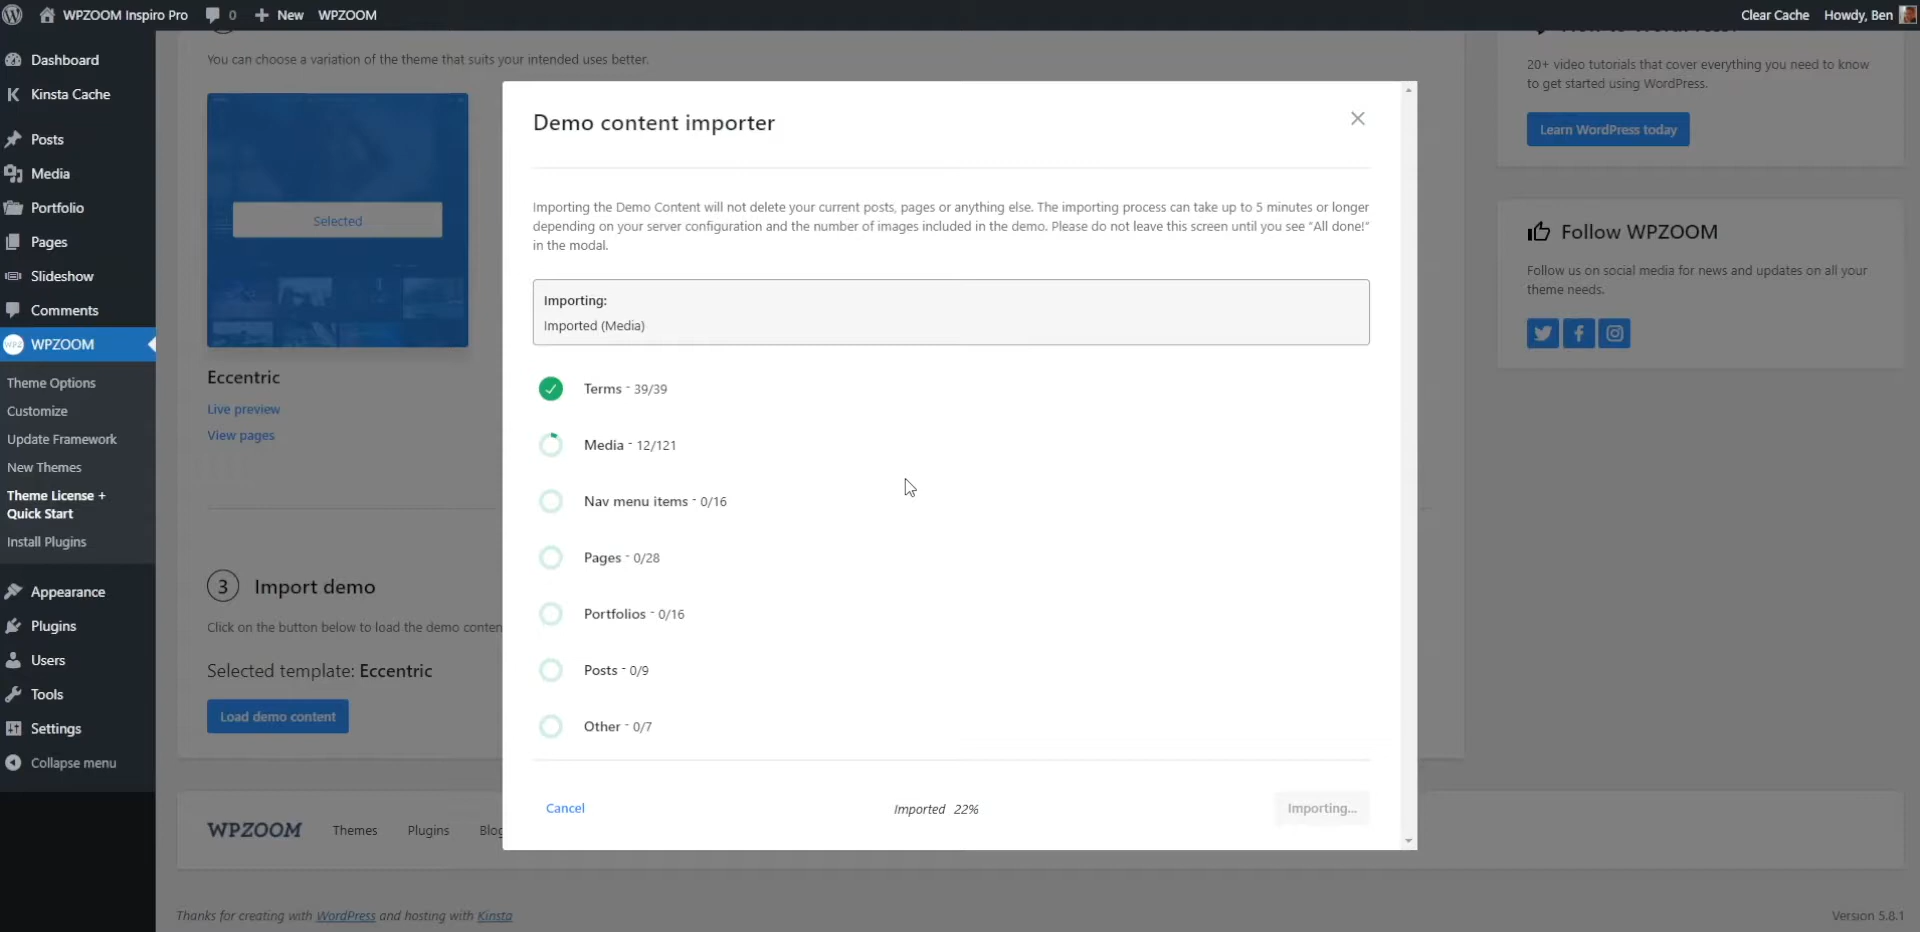 WPZOOM Inspiro Pro
0
New
WPZOOM
Clear Cache
Howdy, Ben
Dashboard
Kinsta Cache
Posts
Media
Portfolio
Pages
Slideshow
Comments
WPZOOM
Theme Options
Customize
Update Framework
New Themes
Theme License +
Quick Start
Install Plugins
Appearance
Plugins
Users
Tools
Settings
Collapse menu
You can choose a variation of the theme that suits your intended uses better.
Selected
Eccentric
Live preview
View pages
3 Import demo
Click on the button below to load the demo conten
Selected template: Eccentric
Load demo content
Demo content importer
Importing the Demo Content will not delete your current posts, pages or anything else. The importing process can take up to 5 minutes or longer
depending on your server configuration and the number of images included in the demo. Please do not leave this screen until you see “All done!”
in the modal.
Importing:
Imported (Media)
Terms - 39/39
Media - 12/121
Nav menu items - 0/16
Pages - 0/28
Portfolios - 0/16
Posts - 0/9
Other - 0/7
Cancel
Imported 22%
Importing...
20+ video tutorials that cover everything you need to know
to get started using WordPress.
Learn WordPress today
Follow WPZOOM
Follow us on social media for news and updates on all your
theme needs.
WPZOOM
Themes
Plugins
Blog
Thanks for creating with WordPress and hosting with Kinsta
Version 5.8.1